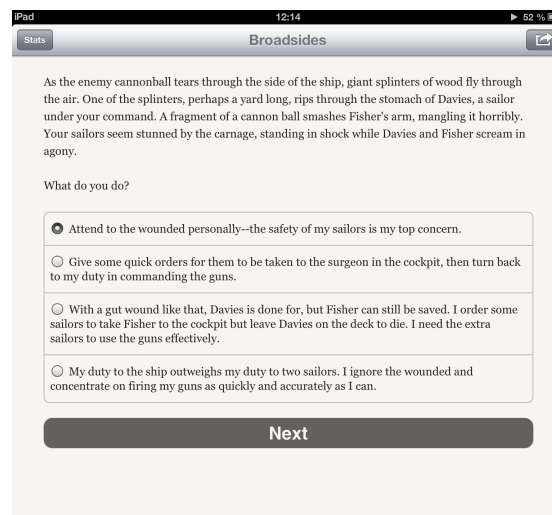 iPad 12:14 52 %
Stats Broadsides
As the enemy cannonball tears through the side of the ship, giant splinters of wood fly through
the air. One of the splinters, perhaps a yard long, rips through the stomach of Davies, a sailor
under your command. A fragment of a cannon ball smashes Fisher's arm, mangling it horribly.
Your sailors seem stunned by the carnage, standing in shock while Davies and Fisher scream in
agony.
What do you do?
Attend to the wounded personally--the safety of my sailors is my top concern.
Give some quick orders for them to be taken to the surgeon in the cockpit, then turn back
to my duty in commanding the guns.
With a gut wound like that, Davies is done for, but Fisher can still be saved. I order some
sailors to take Fisher to the cockpit but leave Davies on the deck to die. I need the extra
sailors to use the guns effectively.
My duty to the ship outweighs my duty to two sailors. I ignore the wounded and
concentrate on firing my guns as quickly and accurately as I can.
Next